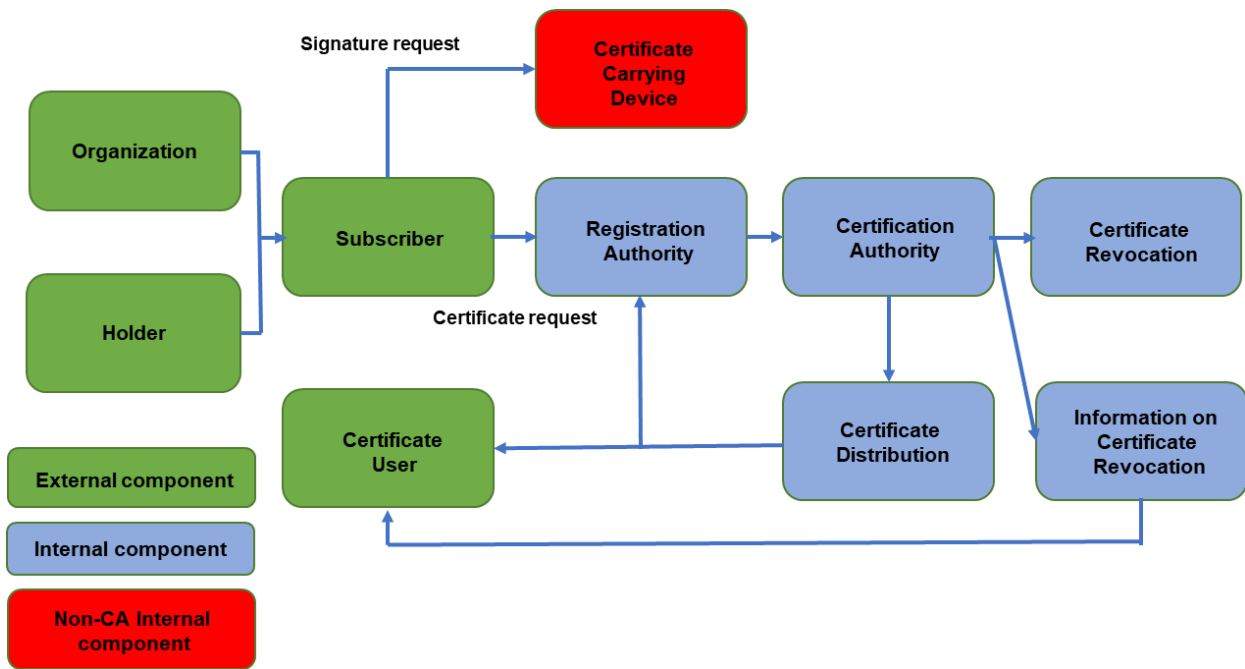 Signature request
Certificate
Carrying
Device
Organization
Subscriber
Registration
Authority
Certification
Authority
Certificate
Revocation
Holder
Certificate request
Certificate
User
Certificate
Distribution
Information on
Certificate
Revocation
External component
Internal component
Non-CA Internal
component